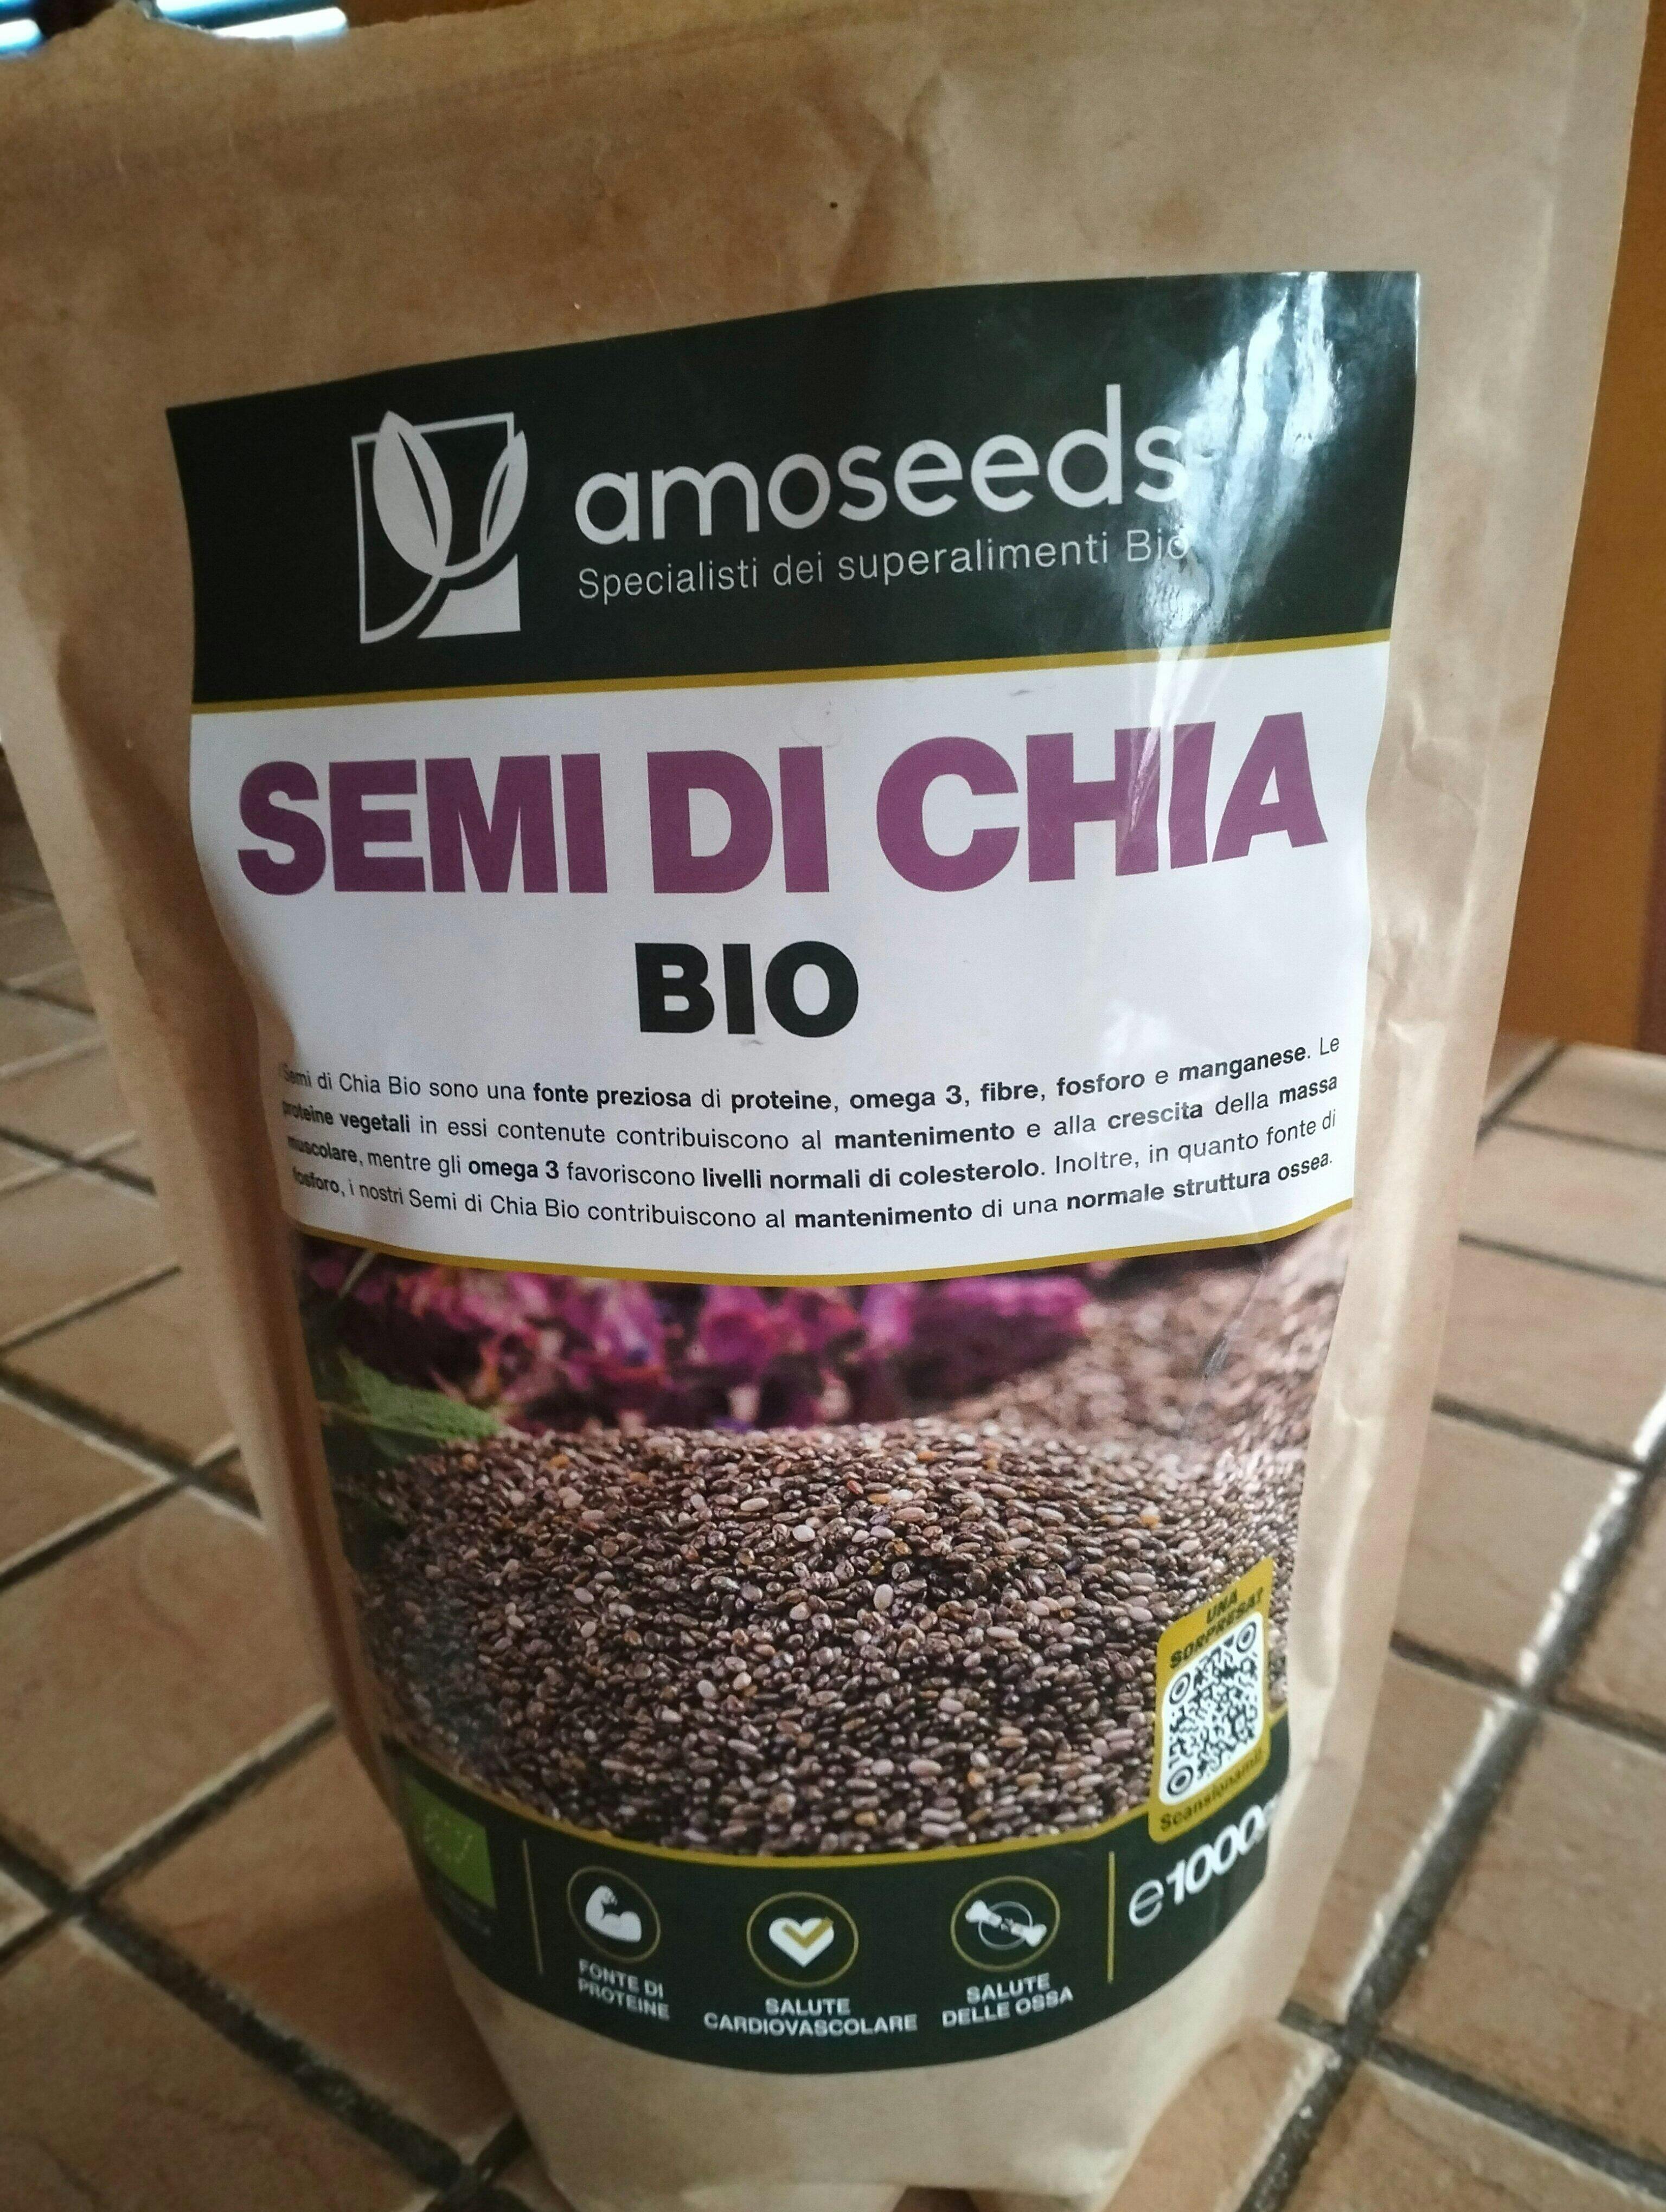 amoseeds
Specialisti dei superalimenti Bio
SEMI DI CHIA
BIO
Semi di Chia Bio sono una fonte preziosa di proteine, omega 3, fibre, fosforo e manganese. Le
proteine vegetali in essi contenute contribuiscono al mantenimento e alla crescita della massa
muscolare, mentre gli omega 3 favoriscono livelli normali di colesterolo. Inoltre, in quanto fonte di
fosforo, i nostri Semi di Chia Bio contribuiscono al mantenimento di una normale struttura ossea.
UNA
SORPRESA?
Scansionami!
FONTE DI
PROTEINE
SALUTE
CARDIOVASCOLARE
SALUTE
DELLE OSSA
e1000